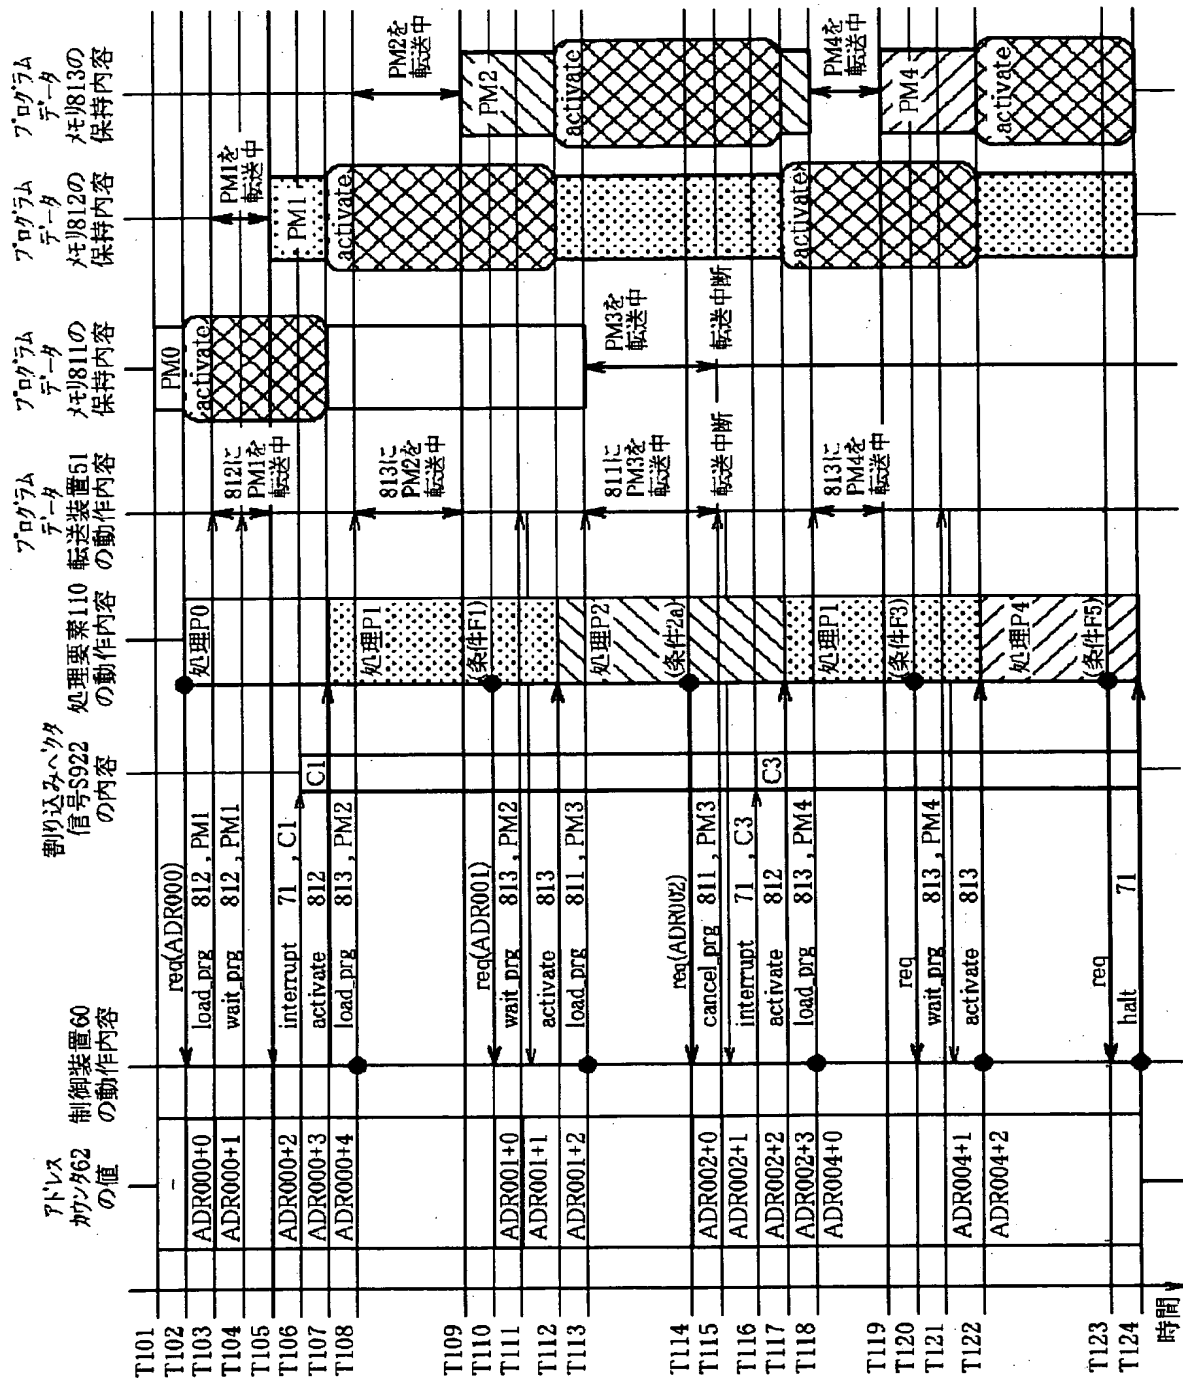 アドレス
カウンタ62
の値
制御装置60
の動作内容
割り込みベクタ
信号S922
の内容
処理要素110
の動作内容
プログラム
データ
転送装置51
の動作内容
プログラム
データ
メモリ811の
保持内容
プログラム
データ
メモリ812の
保持内容
プログラム
データ
メモリ813の
保持内容
T101
T102
T103
T104
T105
T106
T107
T108
T109
T110
T111
T112
T113
T114
T115
T116
T117
T118
T119
T120
T121
T122
T123
T124
時間
-
ADR000+0
ADR000+1
ADR000+2
ADR000+3
ADR000+4
ADR001+0
ADR001+1
ADR001+2
ADR002+0
ADR002+1
ADR002+2
ADR002+3
ADR004+0
ADR004+1
ADR004+2
req(ADR000)
load_prg 812 , PM1
wait_prg 812 , PM1
interrupt 71 , C1
activate 812
load_prg 813 , PM2
req(ADR001)
wait_prg 813 , PM2
activate 813
load_prg 811 , PM3
req(ADR002)
cancel_prg 811 , PM3
interrupt 71 , C3
activate 812
load_prg 813 , PM4
req
wait_prg 813 , PM4
activate 813
req
halt 71
C1
C3
処理P0
処理P1
(条件F1)
処理P2
(条件2a)
処理P1
(条件F3)
処理P4
(条件F5)
812に
PM1を
転送中
813に
PM2を
転送中
811に
PM3を
転送中
転送中断
813に
PM4を
転送中
PM0
activate
PM3を
転送中
転送中断
PM1を
転送中
PM1
activate
activate
PM2を
転送中
PM2
activate
PM4を
転送中
PM4
activate